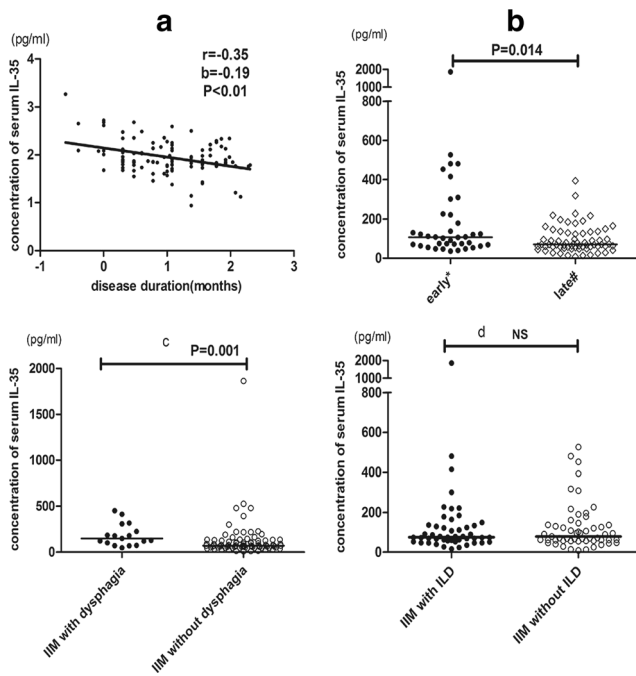 a
(pg/ml)
r=-0.35
b=-0.19
P<0.01
concentration of serum IL-35
4
3
2
1
0
-1 0 1 2 3
disease duration(months)
b
(pg/ml)
P=0.014
concentration of serum IL-35
2000
1000
800
600
400
200
0
early*
late#
(pg/ml)
c
P=0.001
concentration of serum IL-35
2000
1500
1000
500
0
IIM with dysphagia
IIM without dysphagia
(pg/ml)
d NS
concentration of serum IL-35
2000
1000
800
600
400
200
0
IIM with ILD
IIM without ILD